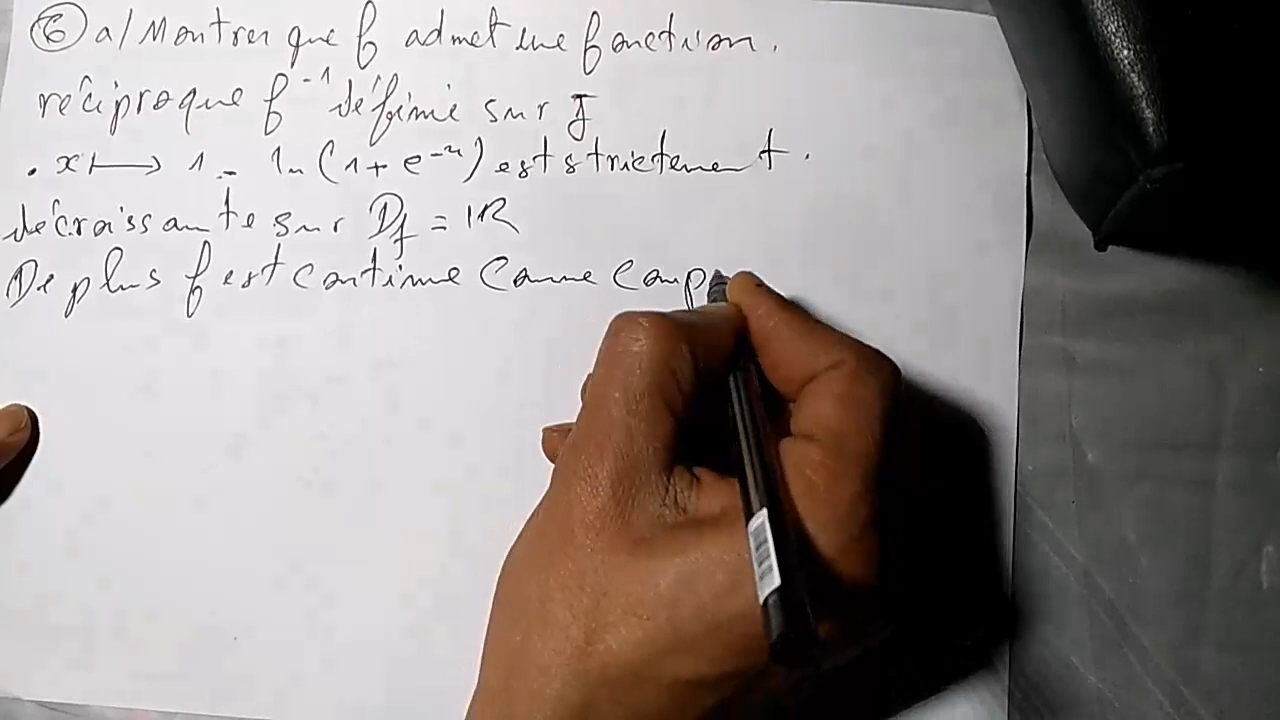 ⑥ a/ Montrer que f admet une fonction.
réciproque f⁻¹ définie sur J
. x ⟼ 1 - ln(1 + e⁻ˣ) est strictement.
décroissante sur Df = IR
De plus f est continue comme comp